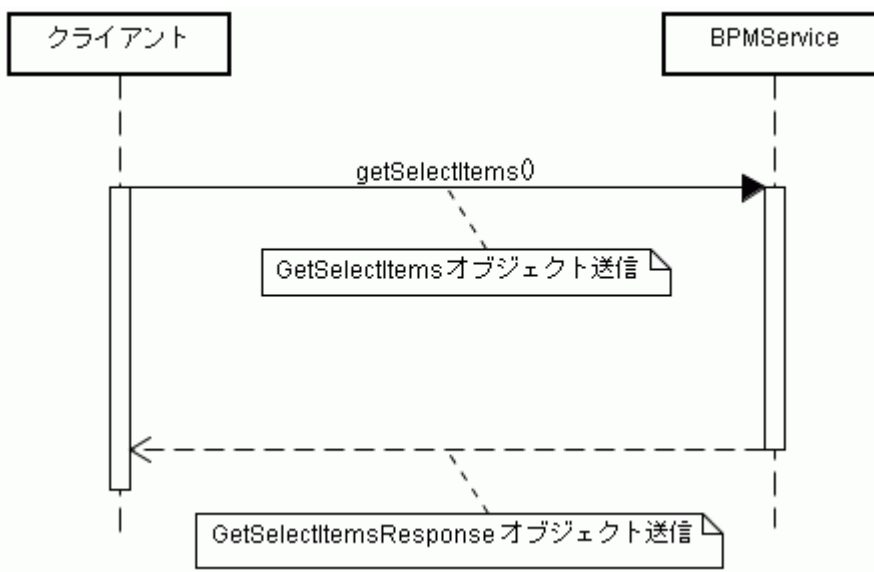 クライアント
BPMService
getSelectItems()
GetSelectItemsオブジェクト送信
GetSelectItemsResponseオブジェクト送信